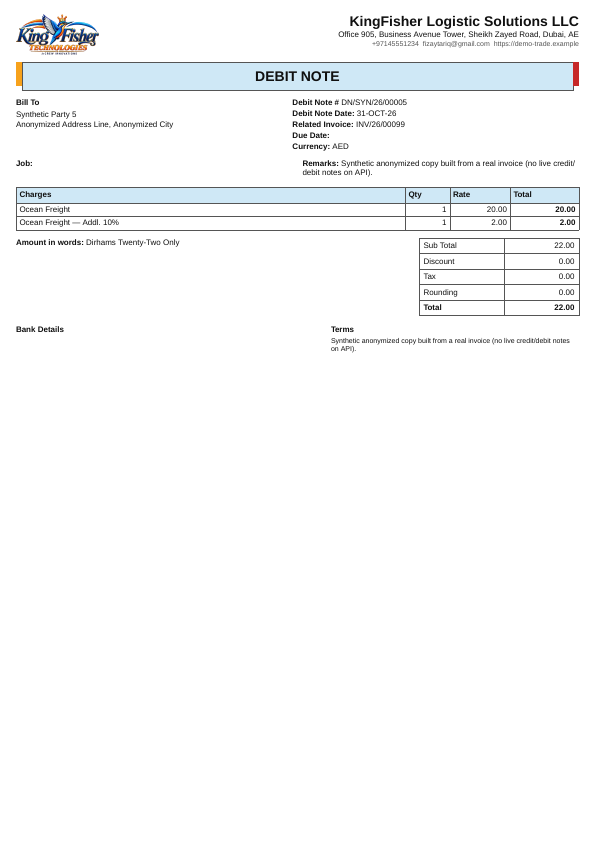 King Fisher
TECHNOLOGIES
KingFisher Logistic Solutions LLC
Office 905, Business Avenue Tower, Sheikh Zayed Road, Dubai, AE
+97145551234 fizaytariq@gmail.com https://demo-trade.example
DEBIT NOTE
Bill To
Synthetic Party 5
Anonymized Address Line, Anonymized City
Debit Note # DN/SYN/26/00005
Debit Note Date: 31-OCT-26
Related Invoice: INV/26/00099
Due Date:
Currency: AED
Job:
Remarks: Synthetic anonymized copy built from a real invoice (no live credit/
debit notes on API).
Charges Qty Rate Total
Ocean Freight 1 20.00 20.00
Ocean Freight — Addl. 10% 1 2.00 2.00
Amount in words: Dirhams Twenty-Two Only
Sub Total 22.00
Discount 0.00
Tax 0.00
Rounding 0.00
Total 22.00
Bank Details
Terms
Synthetic anonymized copy built from a real invoice (no live credit/debit notes
on API).